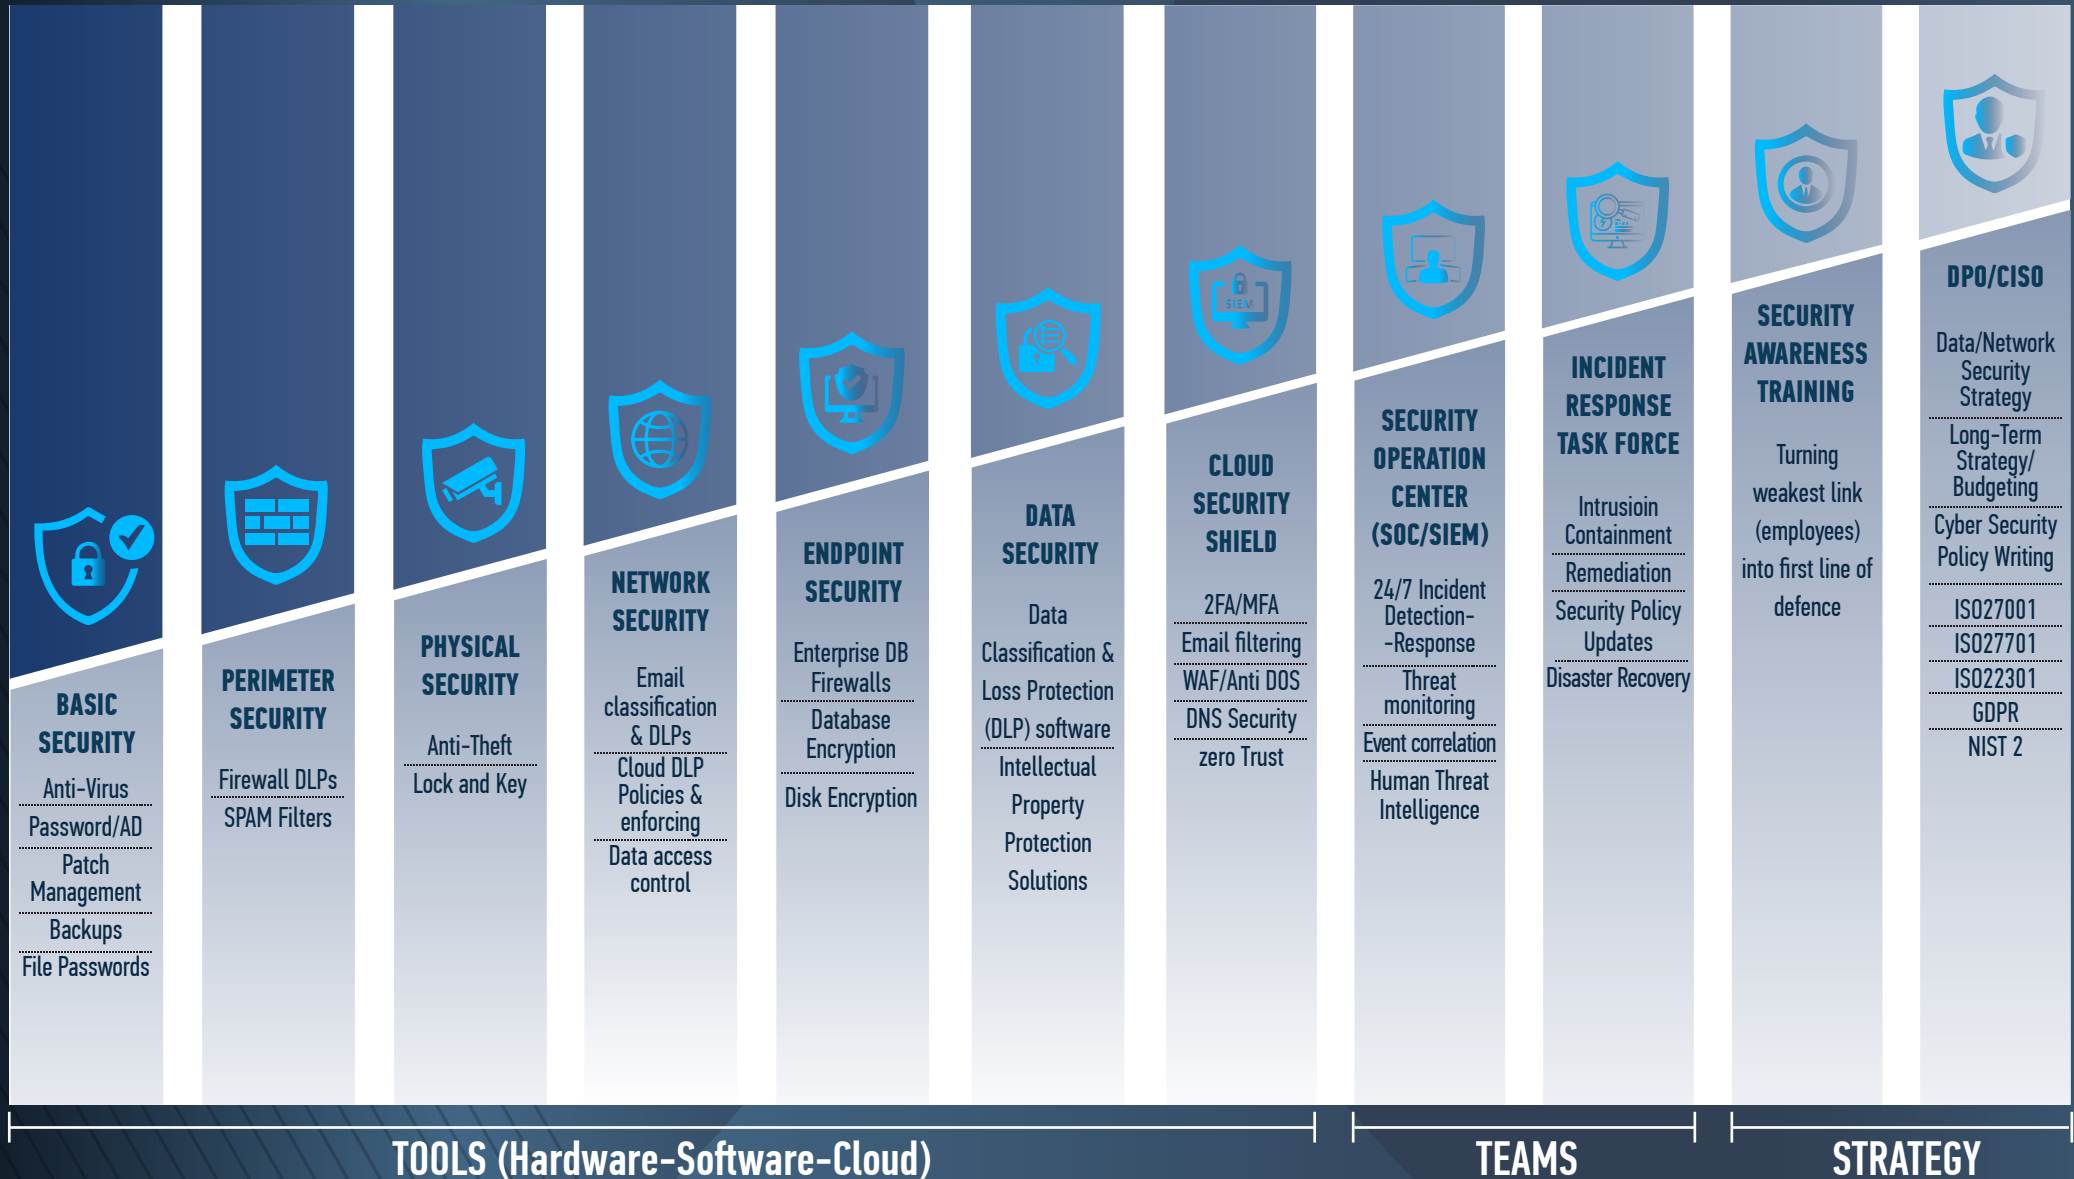 BASIC
SECURITY
Anti-Virus
Password/AD
Patch
Management
Backups
File Passwords
PERIMETER
SECURITY
Firewall DLPs
SPAM Filters
PHYSICAL
SECURITY
Anti-Theft
Lock and Key
NETWORK
SECURITY
Email
classification
& DLPs
Cloud DLP
Policies &
enforcing
Data access
control
ENDPOINT
SECURITY
Enterprise DB
Firewalls
Database
Encryption
Disk Encryption
DATA
SECURITY
Data
Classification &
Loss Protection
(DLP) software
Intellectual
Property
Protection
Solutions
SIEM
CLOUD
SECURITY
SHIELD
2FA/MFA
Email filtering
WAF/Anti DOS
DNS Security
zero Trust
SECURITY
OPERATION
CENTER
(SOC/SIEM)
24/7 Incident
Detection-
-Response
Threat
monitoring
Event correlation
Human Threat
Intelligence
INCIDENT
RESPONSE
TASK FORCE
Intrusioin
Containment
Remediation
Security Policy
Updates
Disaster Recovery
SECURITY
AWARENESS
TRAINING
Turning
weakest link
(employees)
into first line of
defence
DPO/CISO
Data/Network
Security
Strategy
Long-Term
Strategy/
Budgeting
Cyber Security
Policy Writing
ISO27001
ISO27701
ISO22301
GDPR
NIST 2
TOOLS (Hardware-Software-Cloud)
TEAMS
STRATEGY